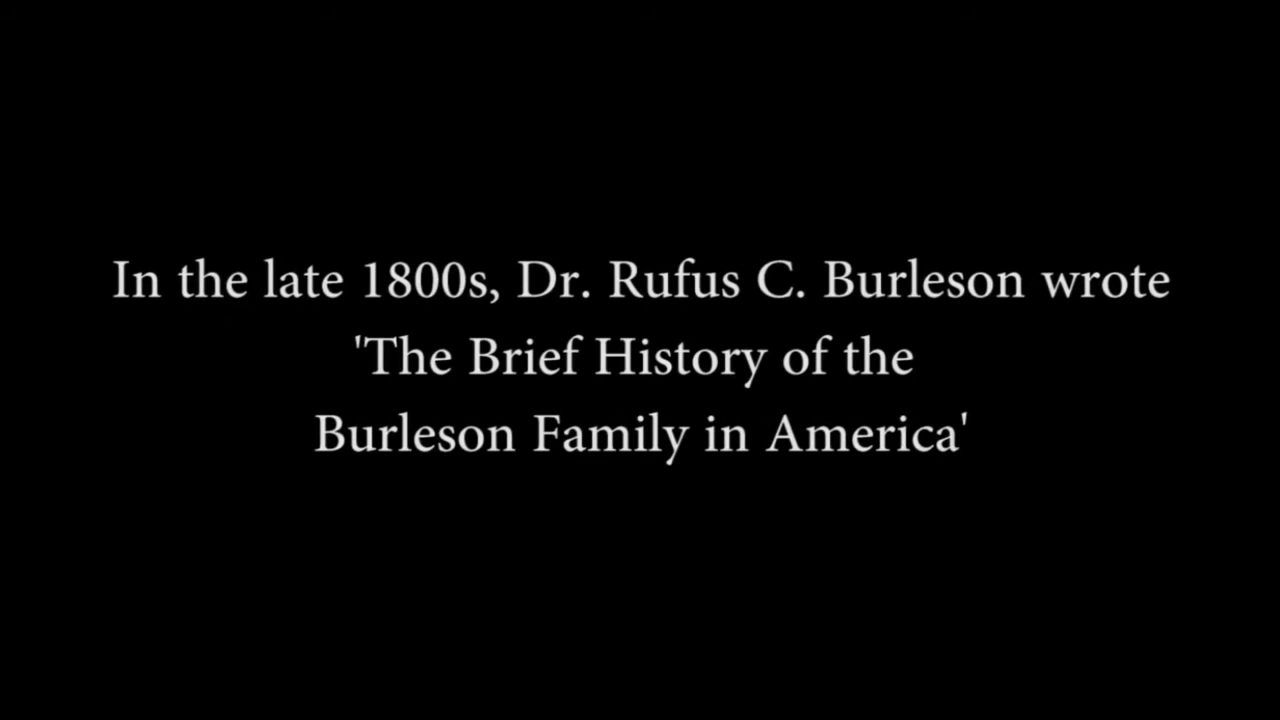 In the late 1800s, Dr. Rufus C. Burleson wrote
'The Brief History of the
Burleson Family in America'